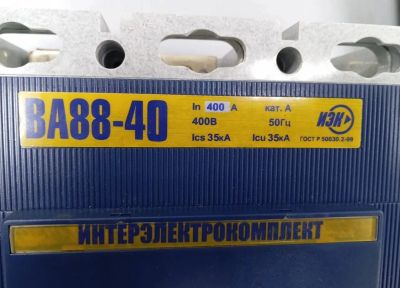 ВА88-40
In 400 А кат. А
400В 50Гц
Ics 35кА Icu 35кА
ИЭК
ГОСТ Р 50030.2-99
ИНТЕРЭЛЕКТРОКОМПЛЕКТ